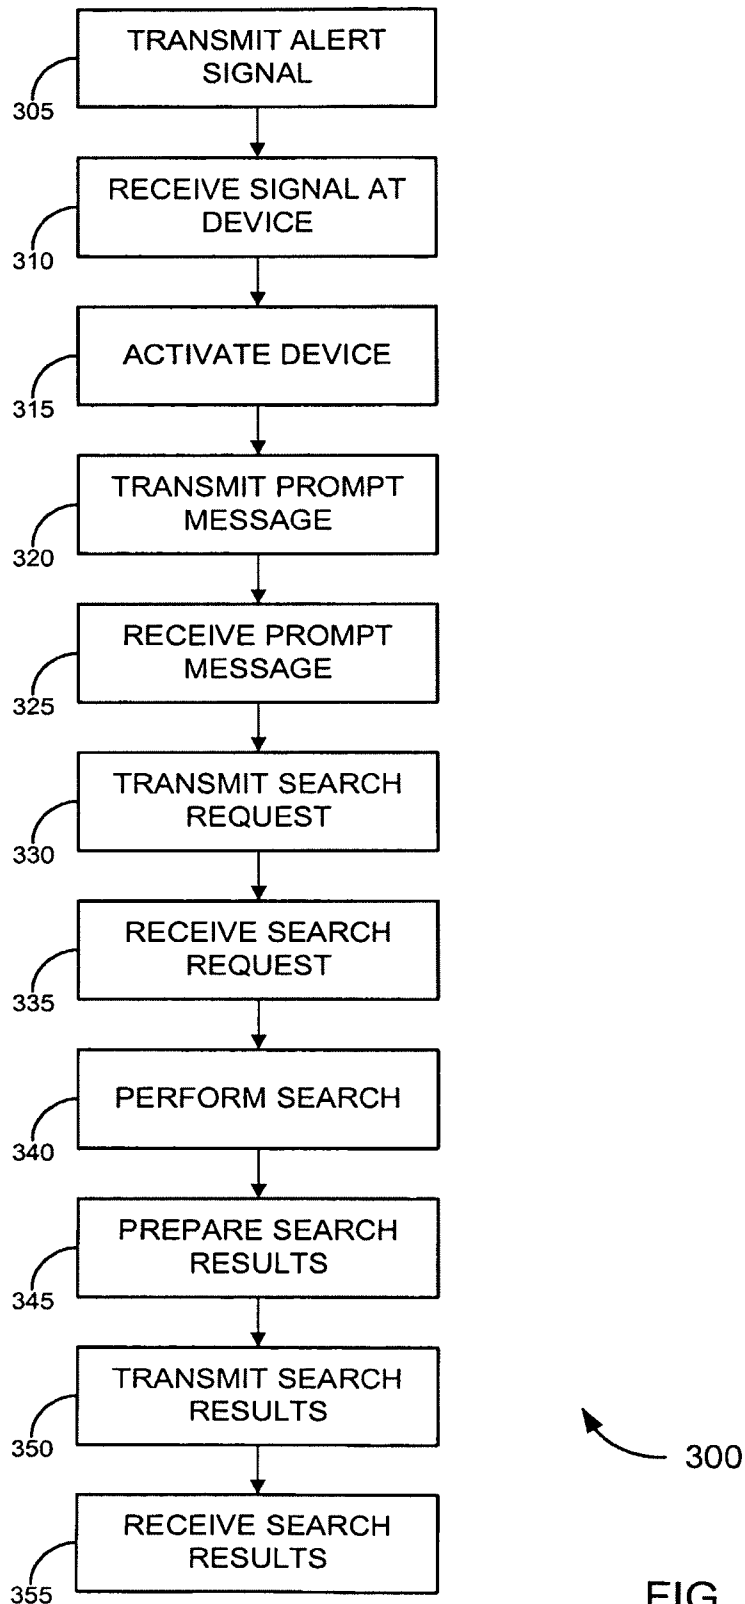 TRANSMIT ALERT
SIGNAL
305
RECEIVE SIGNAL AT
DEVICE
310
ACTIVATE DEVICE
315
TRANSMIT PROMPT
MESSAGE
320
RECEIVE PROMPT
MESSAGE
325
TRANSMIT SEARCH
REQUEST
330
RECEIVE SEARCH
REQUEST
335
PERFORM SEARCH
340
PREPARE SEARCH
RESULTS
345
TRANSMIT SEARCH
RESULTS
350
300
RECEIVE SEARCH
RESULTS
355
FIG